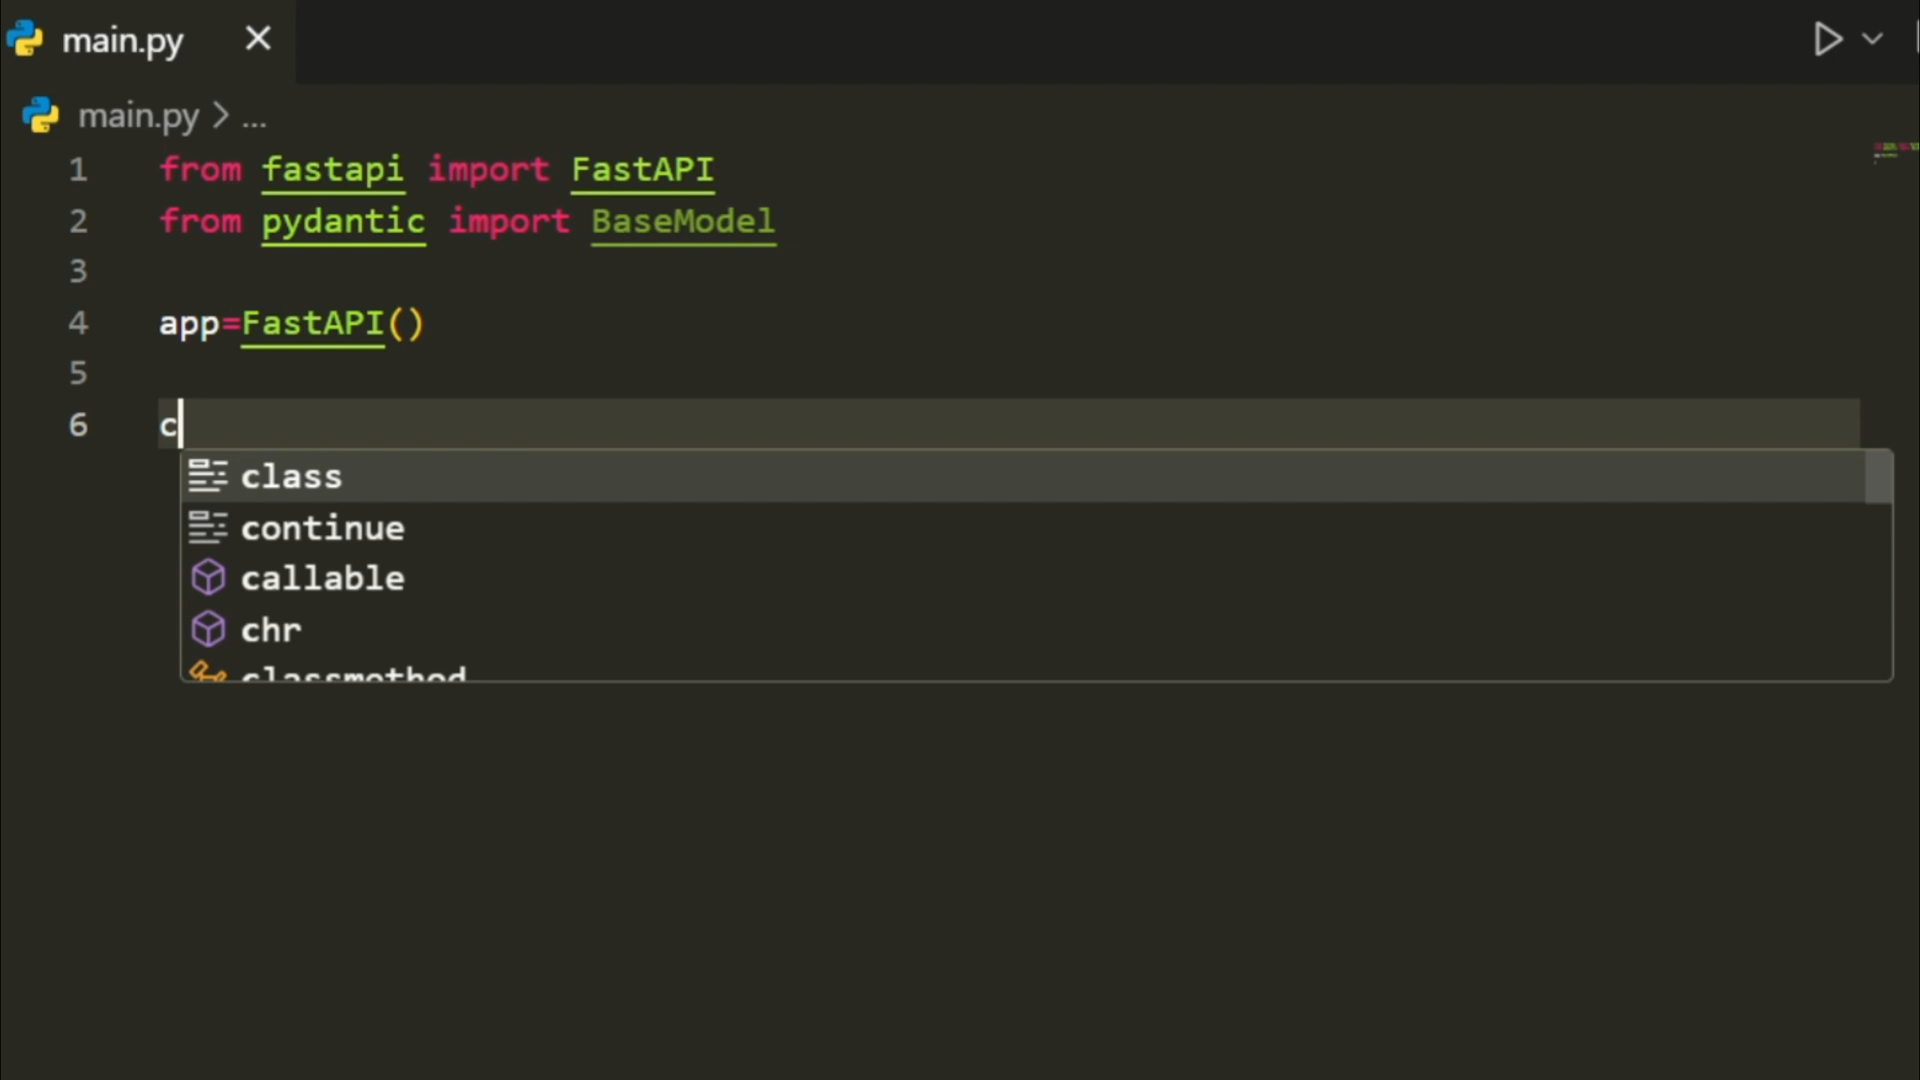 main.py
main.py > ...
1 from fastapi import FastAPI
2 from pydantic import BaseModel
3
4 app=FastAPI()
5
6 c
class
continue
callable
chr
classmethod